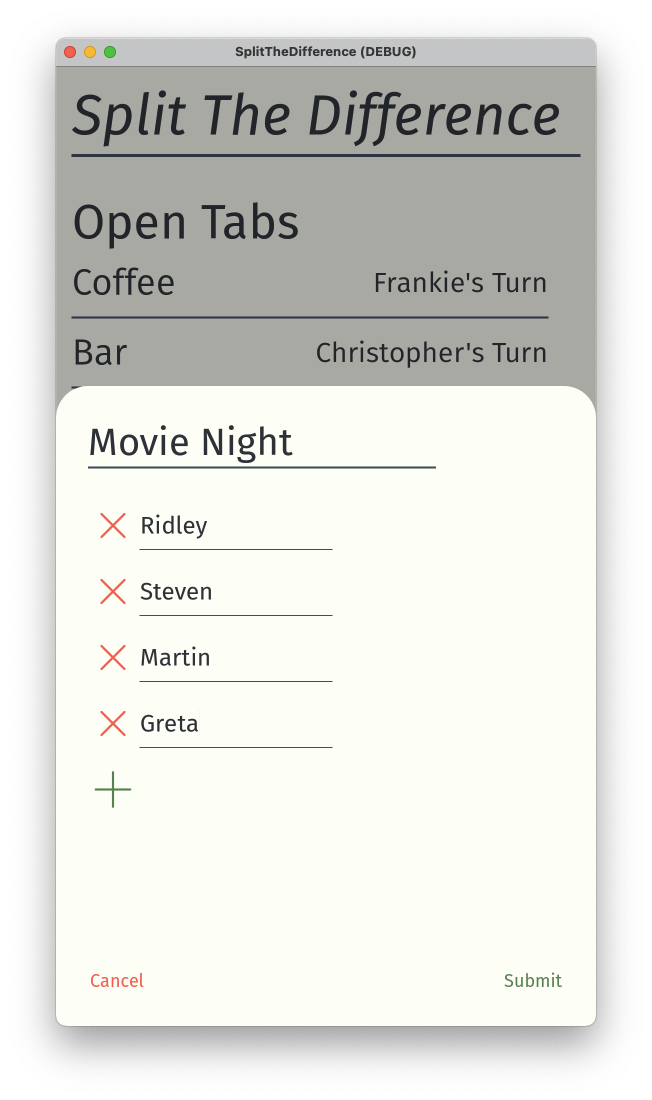 SplitTheDifference (DEBUG)
Split The Difference
Open Tabs
Coffee Frankie's Turn
Bar Christopher's Turn
Movie Night
Ridley
Steven
Martin
Greta
Cancel Submit